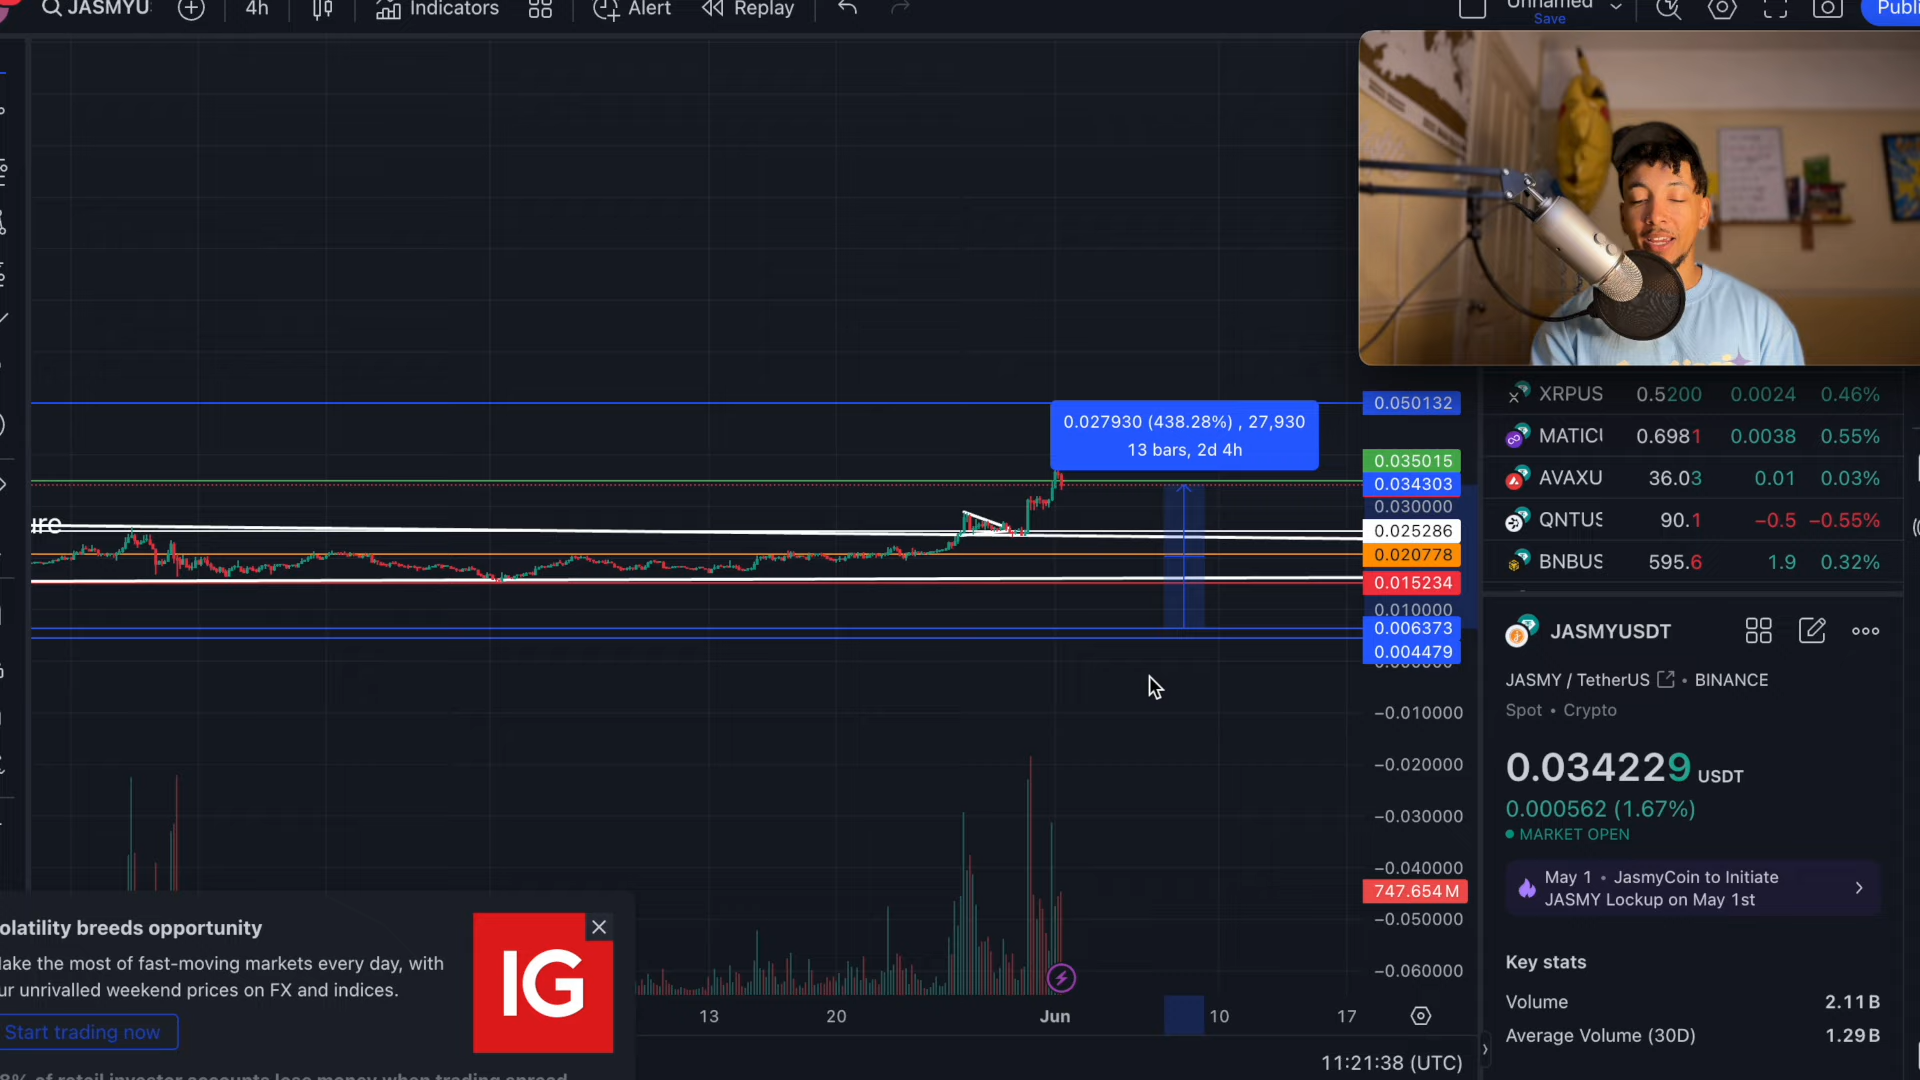 JASMYU
4h
Indicators
Alert
Replay
Save
0.050132
0.027930 (438.28%) , 27,930
13 bars, 2d 4h
0.035015
0.034303
0.030000
0.025286
0.020778
0.015234
0.010000
0.006373
0.004479
−0.010000
−0.020000
−0.030000
−0.040000
747.654 M
−0.050000
−0.060000
13
20
Jun
10
17
11:21:38 (UTC)
XRPUS 0.5200 0.0024 0.46%
MATICU 0.6981 0.0038 0.55%
AVAXU 36.03 0.01 0.03%
QNTUS 90.1 −0.5 −0.55%
BNBUS 595.6 1.9 0.32%
JASMYUSDT
JASMY / TetherUS • BINANCE
Spot • Crypto
0.034229 USDT
0.000562 (1.67%)
MARKET OPEN
May 1 • JasmyCoin to Initiate
JASMY Lockup on May 1st
Key stats
Volume 2.11 B
Average Volume (30D) 1.29 B
olatility breeds opportunity
ake the most of fast-moving markets every day, with
ur unrivalled weekend prices on FX and indices.
Start trading now
IG